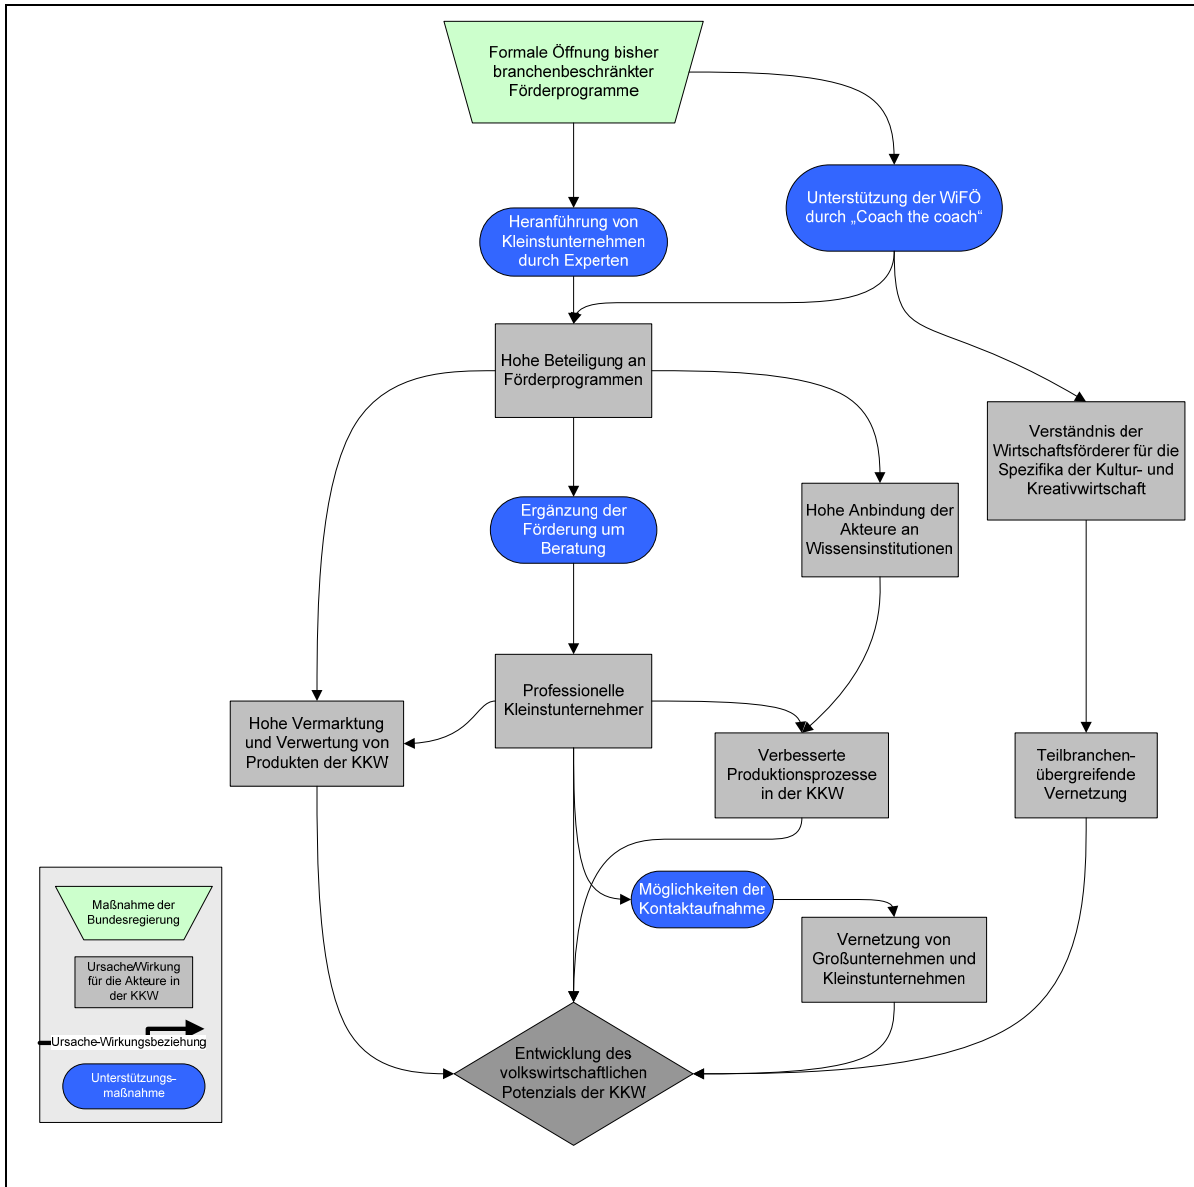 Formale Öffnung bisher
branchenbeschränkter
Förderprogramme
Unterstützung der WiFÖ
durch „Coach the coach“
Heranführung von
Kleinstunternehmen
durch Experten
Hohe Beteiligung an
Förderprogrammen
Verständnis der
Wirtschaftsförderer für die
Spezifika der Kultur- und
Kreativwirtschaft
Ergänzung der
Förderung um
Beratung
Hohe Anbindung der
Akteure an
Wissensinstitutionen
Professionelle
Kleinstunternehmer
Hohe Vermarktung
und Verwertung von
Produkten der KKW
Verbesserte
Produktionsprozesse
in der KKW
Teilbranchen-
übergreifende
Vernetzung
Möglichkeiten der
Kontaktaufnahme
Vernetzung von
Großunternehmen und
Kleinstunternehmen
Entwicklung des
volkswirtschaftlichen
Potenzials der KKW
Maßnahme der
Bundesregierung
Ursache/Wirkung
für die Akteure in
der KKW
Ursache-Wirkungsbeziehung
Unterstützungs-
maßnahme